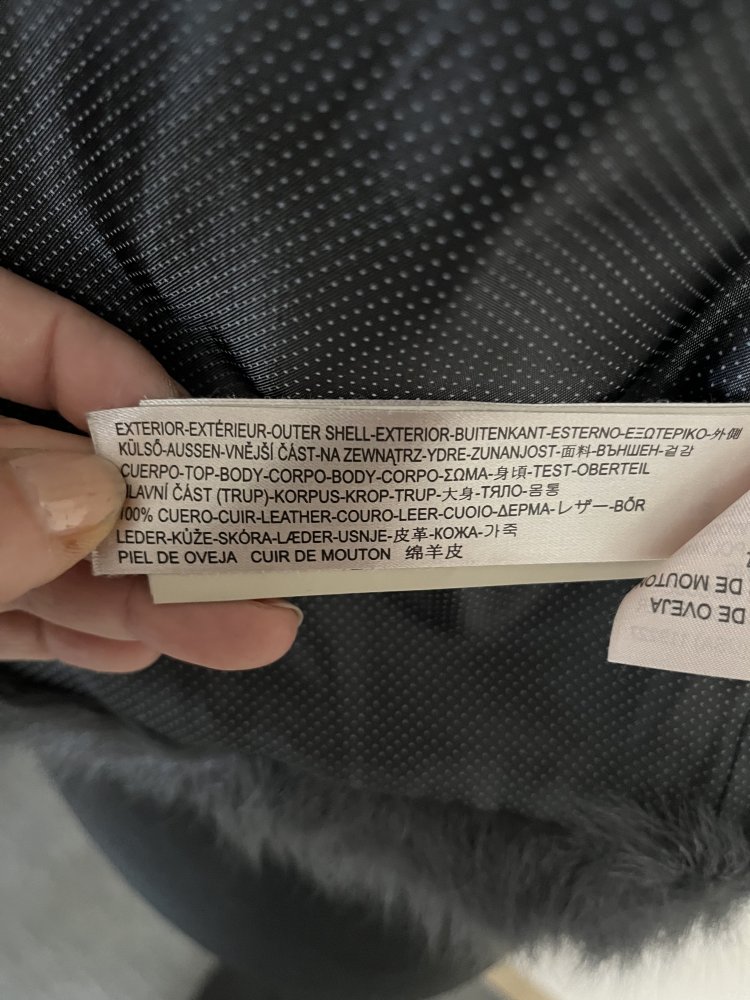 EXTERIOR-EXTÉRIEUR-OUTER SHELL-EXTERIOR-BUITENKANT-ESTERNO-ΕΞΩΤΕΡΙΚΟ-外側
KÜLSŐ-AUSSEN-VNĚJŠÍ ČÁST-NA ZEWNĄTRZ-YDRE-ZUNANJOST-面料-ВЪНШЕН-겉감
CUERPO-TOP-BODY-CORPO-BODY-CORPO-ΣΩΜΑ-身頃-TEST-OBERTEIL
HLAVNÍ ČÁST (TRUP)-KORPUS-KROP-TRUP-大身-ТЯЛО-몸통
100% CUERO-CUIR-LEATHER-COURO-LEER-CUOIO-ΔΕΡΜΑ-レザー-BŐR
LEDER-KŮŽE-SKÓRA-LÆDER-USNJE-皮革-КОЖА-가죽
PIEL DE OVEJA CUIR DE MOUTON 绵羊皮
DE MOUTON
DE OVEJA